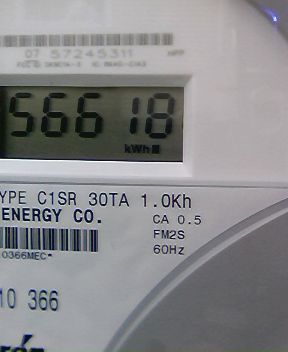 07 57245311
56618
kWh
YPE C1SR 30TA 1.0Kh
ENERGY CO.
CA 0.5
FM2S
60Hz
0366MEC*
10 366